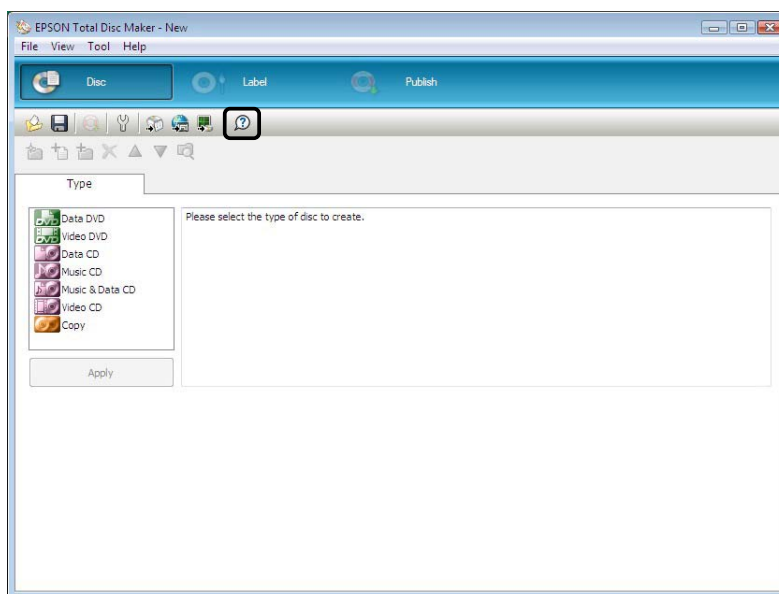 EPSON Total Disc Maker - New
File View Tool Help
Disc Label Publish
Type
Data DVD
Video DVD
Data CD
Music CD
Music & Data CD
Video CD
Copy
Please select the type of disc to create.
Apply